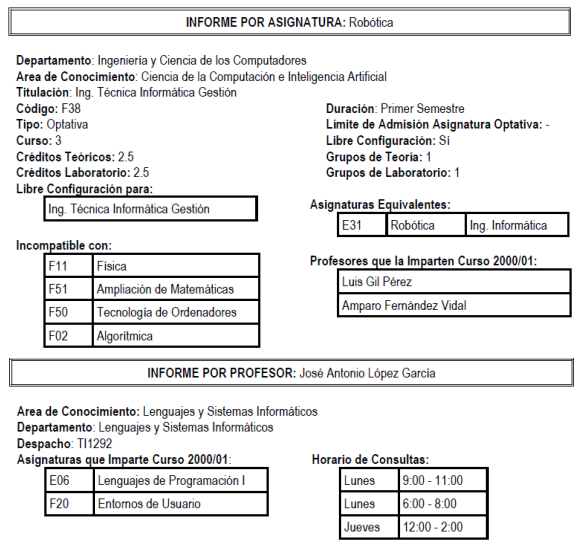 INFORME POR ASIGNATURA: Robótica
Departamento: Ingeniería y Ciencia de los Computadores
Area de Conocimiento: Ciencia de la Computación e Inteligencia Artificial
Titulación: Ing. Técnica Informática Gestión
Código: F38
Tipo: Optativa
Curso: 3
Créditos Teóricos: 2.5
Créditos Laboratorio: 2.5
Libre Configuración para:
Ing. Técnica Informática Gestión
Duración: Primer Semestre
Límite de Admisión Asignatura Optativa: -
Libre Configuración: Sí
Grupos de Teoría: 1
Grupos de Laboratorio: 1
Asignaturas Equivalentes:
E31 Robótica Ing. Informática
Incompatible con:
F11 Física
F51 Ampliación de Matemáticas
F50 Tecnología de Ordenadores
F02 Algorítmica
Profesores que la Imparten Curso 2000/01:
Luis Gil Pérez
Amparo Fernández Vidal
INFORME POR PROFESOR: José Antonio López García
Area de Conocimiento: Lenguajes y Sistemas Informáticos
Departamento: Lenguajes y Sistemas Informáticos
Despacho: TI1292
Asignaturas que Imparte Curso 2000/01:
E06 Lenguajes de Programación I
F20 Entornos de Usuario
Horario de Consultas:
Lunes 9:00 - 11:00
Lunes 6:00 - 8:00
Jueves 12:00 - 2:00